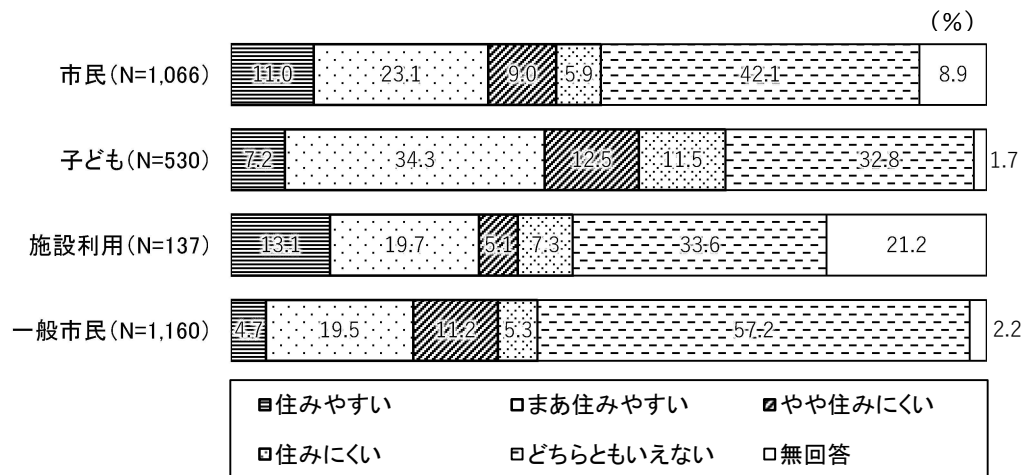 （％）
市民（N=1,066） 11.0 23.1 9.0 5.9 42.1 8.9
子ども（N=530） 7.2 34.3 12.5 11.5 32.8 1.7
施設利用（N=137） 13.1 19.7 5.1 7.3 33.6 21.2
一般市民（N=1,160） 4.7 19.5 11.2 5.3 57.2 2.2
住みやすい まあ住みやすい やや住みにくい
住みにくい どちらともいえない 無回答